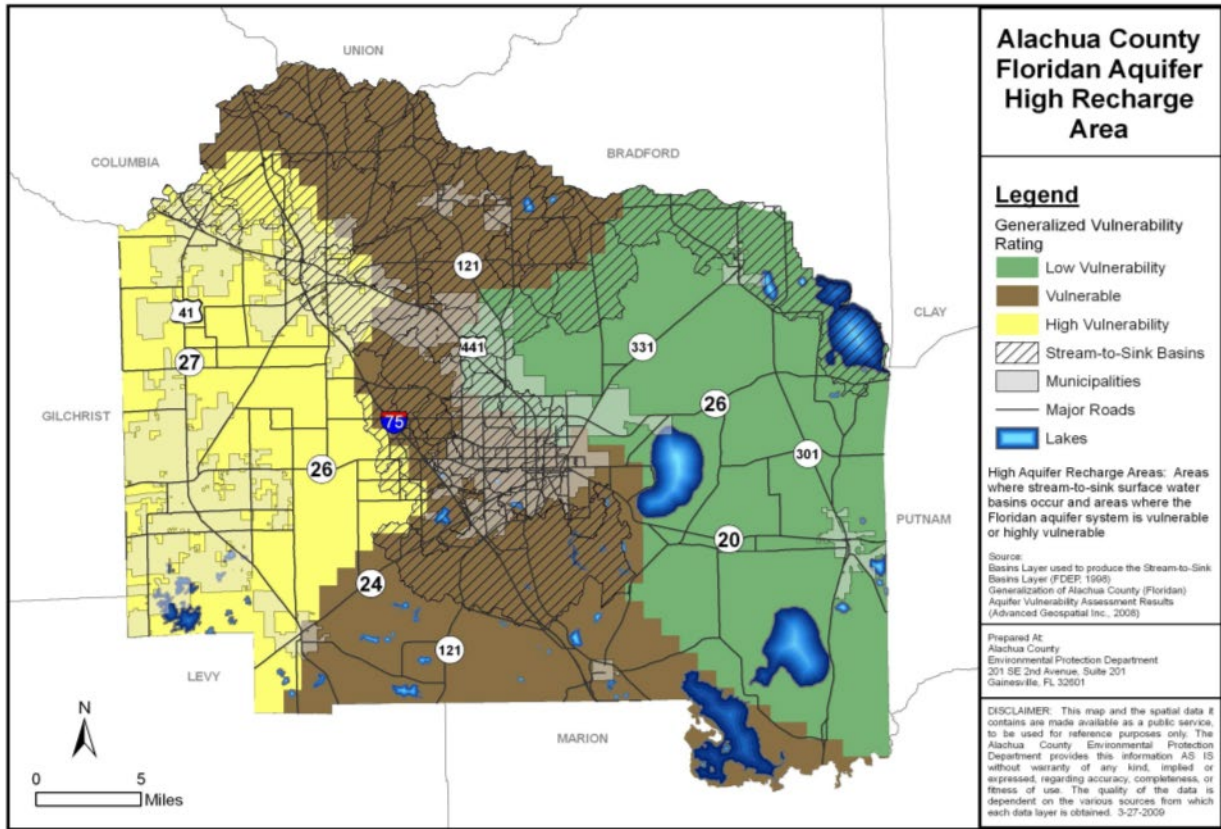 Alachua County
Floridan Aquifer
High Recharge
Area
Legend
Generalized Vulnerability
Rating
Low Vulnerability
Vulnerable
High Vulnerability
Stream-to-Sink Basins
Municipalities
Major Roads
Lakes
High Aquifer Recharge Areas: Areas
where stream-to-sink surface water
basins occur and areas where the
Floridan aquifer system is vulnerable
or highly vulnerable
Source:
Basins Layer used to produce the Stream-to-Sink
Basins Layer (FDEP, 1998)
Generalization of Alachua County (Floridan)
Aquifer Vulnerability Assessment Results
(Advanced Geospatial Inc., 2008)
Prepared At:
Alachua County
Environmental Protection Department
201 SE 2nd Avenue, Suite 201
Gainesville, FL 32601
DISCLAIMER: This map and the spatial data it
contains are made available as a public service,
to be used for reference purposes only. The
Alachua County Environmental Protection
Department provides this information AS IS
without warranty of any kind, implied or
expressed, regarding accuracy, completeness, or
fitness of use. The quality of the data is
dependent on the various sources from which
each data layer is obtained. 3-27-2009
UNION
COLUMBIA
BRADFORD
121
41
CLAY
27
441
331
GILCHRIST
26
75
26
301
PUTNAM
20
24
121
LEVY
N
MARION
0 5
Miles